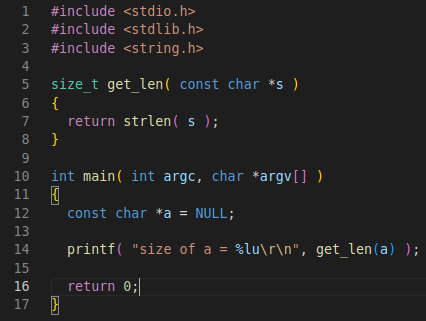 1 #include <stdio.h>
2 #include <stdlib.h>
3 #include <string.h>
4
5 size_t get_len( const char *s )
6 {
7   return strlen( s );
8 }
9
10 int main( int argc, char *argv[] )
11 {
12   const char *a = NULL;
13
14   printf( "size of a = %lu\r\n", get_len(a) );
15
16   return 0;
17 }